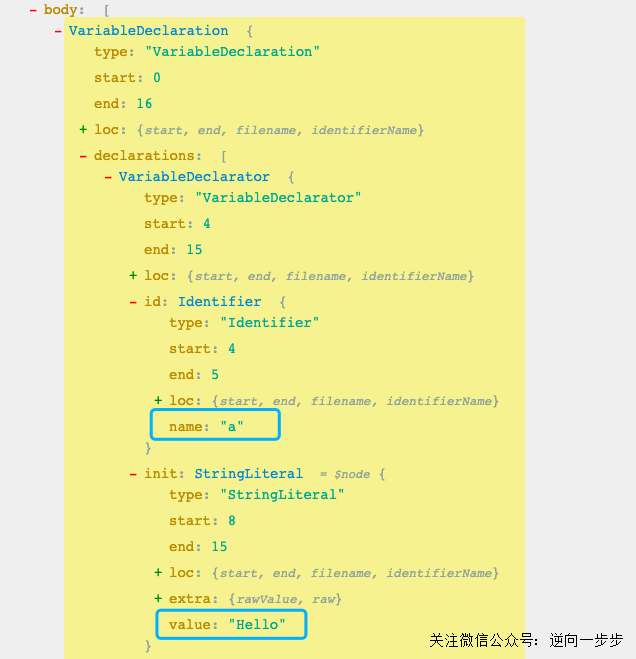 - body: [
- VariableDeclaration {
type: "VariableDeclaration"
start: 0
end: 16
+ loc: {start, end, filename, identifierName}
- declarations: [
- VariableDeclarator {
type: "VariableDeclarator"
start: 4
end: 15
+ loc: {start, end, filename, identifierName}
- id: Identifier {
type: "Identifier"
start: 4
end: 5
+ loc: {start, end, filename, identifierName}
name: "a"
}
- init: StringLiteral = $node {
type: "StringLiteral"
start: 8
end: 15
+ loc: {start, end, filename, identifierName}
+ extra: {rawValue, raw}
value: "Hello"
}
关注微信公众号：逆向一步步